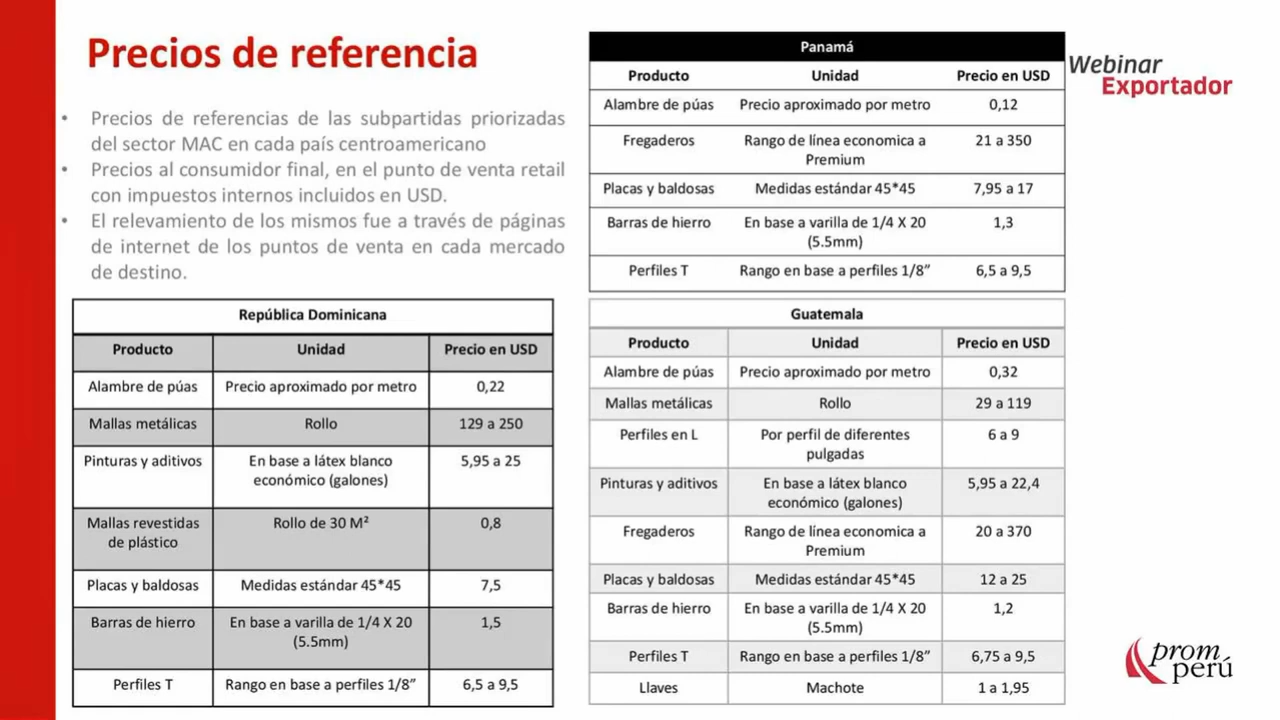 Precios de referencia
Webinar
Exportador
• Precios de referencias de las subpartidas priorizadas
del sector MAC en cada país centroamericano
• Precios al consumidor final, en el punto de venta retail
con impuestos internos incluidos en USD.
• El relevamiento de los mismos fue a través de páginas
de internet de los puntos de venta en cada mercado
de destino.
Panamá
Producto Unidad Precio en USD
Alambre de púas Precio aproximado por metro 0,12
Fregaderos Rango de línea economica a 21 a 350
Premium
Placas y baldosas Medidas estándar 45*45 7,95 a 17
Barras de hierro En base a varilla de 1/4 X 20 1,3
(5.5mm)
Perfiles T Rango en base a perfiles 1/8” 6,5 a 9,5
República Dominicana
Producto Unidad Precio en USD
Alambre de púas Precio aproximado por metro 0,22
Mallas metálicas Rollo 129 a 250
Pinturas y aditivos En base a látex blanco 5,95 a 25
económico (galones)
Mallas revestidas Rollo de 30 M² 0,8
de plástico
Placas y baldosas Medidas estándar 45*45 7,5
Barras de hierro En base a varilla de 1/4 X 20 1,5
(5.5mm)
Perfiles T Rango en base a perfiles 1/8” 6,5 a 9,5
Guatemala
Producto Unidad Precio en USD
Alambre de púas Precio aproximado por metro 0,32
Mallas metálicas Rollo 29 a 119
Perfiles en L Por perfil de diferentes 6 a 9
pulgadas
Pinturas y aditivos En base a látex blanco 5,95 a 22,4
económico (galones)
Fregaderos Rango de línea economica a 20 a 370
Premium
Placas y baldosas Medidas estándar 45*45 12 a 25
Barras de hierro En base a varilla de 1/4 X 20 1,2
(5.5mm)
Perfiles T Rango en base a perfiles 1/8” 6,75 a 9,5
Llaves Machote 1 a 1,95
prom
perú